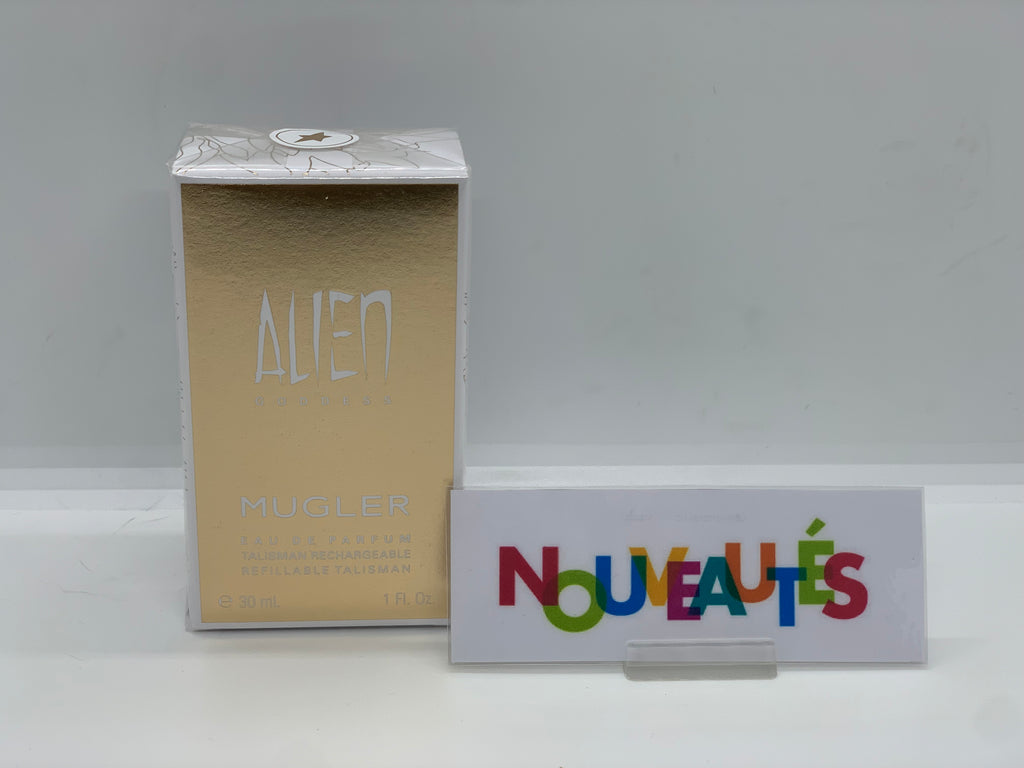 ALIEN
GODDESS
MUGLER
EAU DE PARFUM
TALISMAN RECHARGEABLE
REFILLABLE TALISMAN
℮ 30 ml. 1 Fl. Oz.
NOUVEAUTÉS